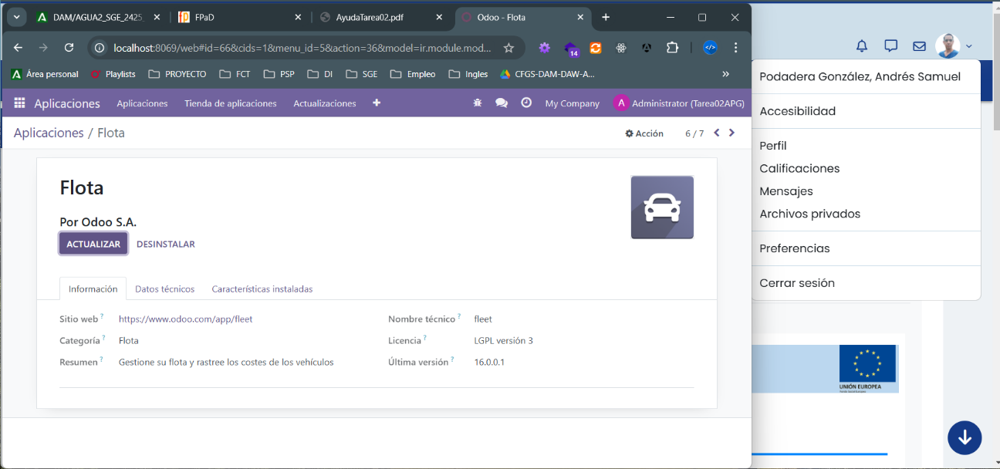 DAM/AGUA2_SGE_2425_
FPaD
AyudaTarea02.pdf
Odoo - Flota
localhost:8069/web#id=66&cids=1&menu_id=5&action=36&model=ir.module.mod...
14
Área personal
Playlists
PROYECTO
FCT
PSP
DI
SGE
Empleo
Ingles
CFGS-DAM-DAW-A...
»
Aplicaciones
Aplicaciones
Tienda de aplicaciones
Actualizaciones
My Company
A
Administrator (Tarea02APG)
Aplicaciones / Flota
Acción
6 / 7
Flota
Por Odoo S.A.
ACTUALIZAR
DESINSTALAR
Información
Datos técnicos
Características instaladas
Sitio web ?
https://www.odoo.com/app/fleet
Nombre técnico ?
fleet
Categoría ?
Flota
Licencia ?
LGPL versión 3
Resumen ?
Gestione su flota y rastree los costes de los vehículos
Última versión ?
16.0.0.1
Podadera González, Andrés Samuel
Accesibilidad
Perfil
Calificaciones
Mensajes
Archivos privados
Preferencias
Cerrar sesión
UNIÓN EUROPEA
Fondo Social Europeo